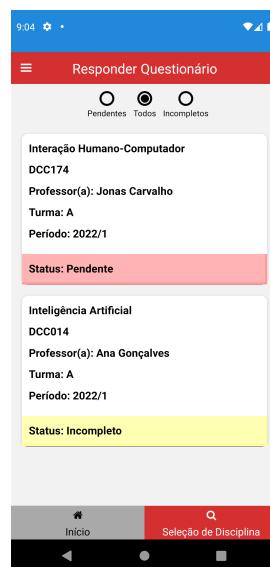 9:04
Responder Questionário
Pendentes Todos Incompletos
Interação Humano-Computador
DCC174
Professor(a): Jonas Carvalho
Turma: A
Período: 2022/1
Status: Pendente
Inteligência Artificial
DCC014
Professor(a): Ana Gonçalves
Turma: A
Período: 2022/1
Status: Incompleto
Início
Seleção de Disciplina